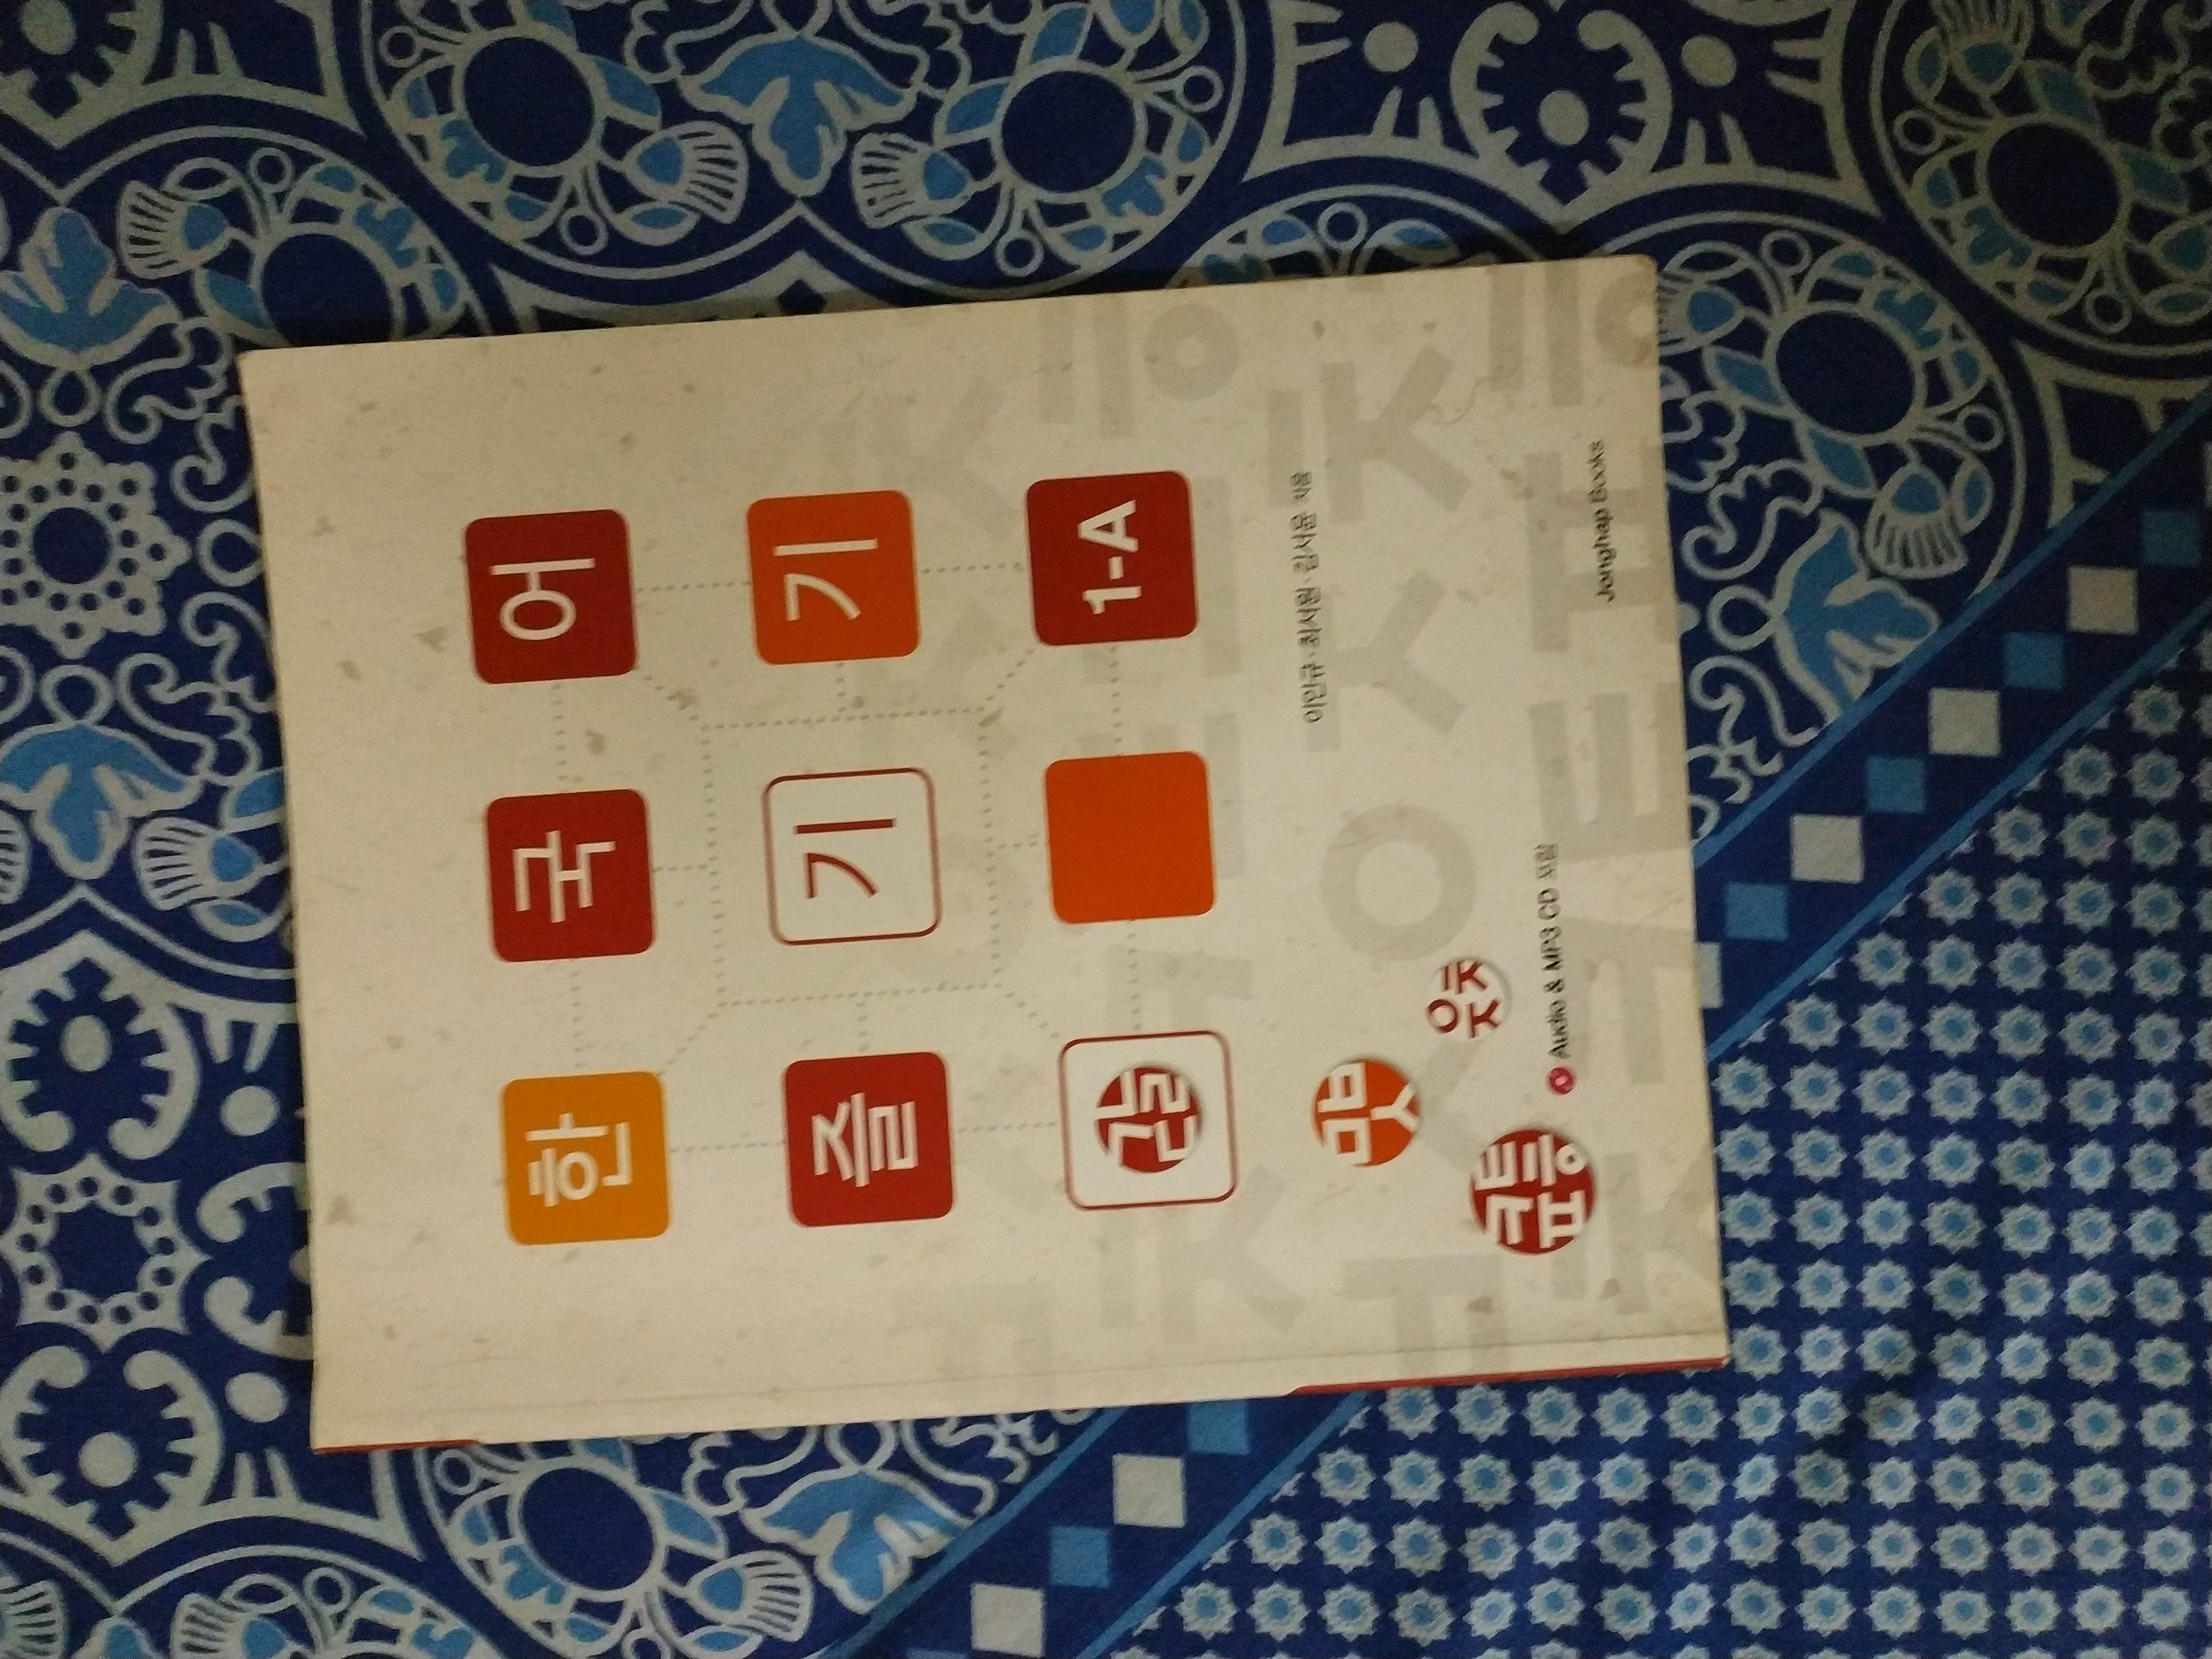 한 국 어
즐 기 기
1-A
이인규·최서원·김서윤 지음
Audio & MP3 CD 포함
Jonghap Books